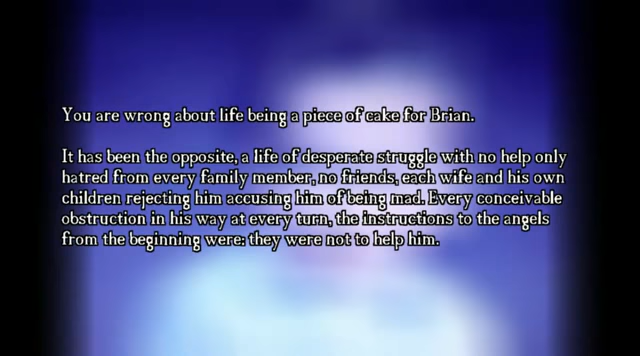 You are wrong about life being a piece of cake for Brian.
It has been the opposite, a life of desperate struggle with no help only
hatred from every family member, no friends, each wife and his own
children rejecting him accusing him of being mad. Every conceivable
obstruction in his way at every turn, the instructions to the angels
from the beginning were: they were not to help him.